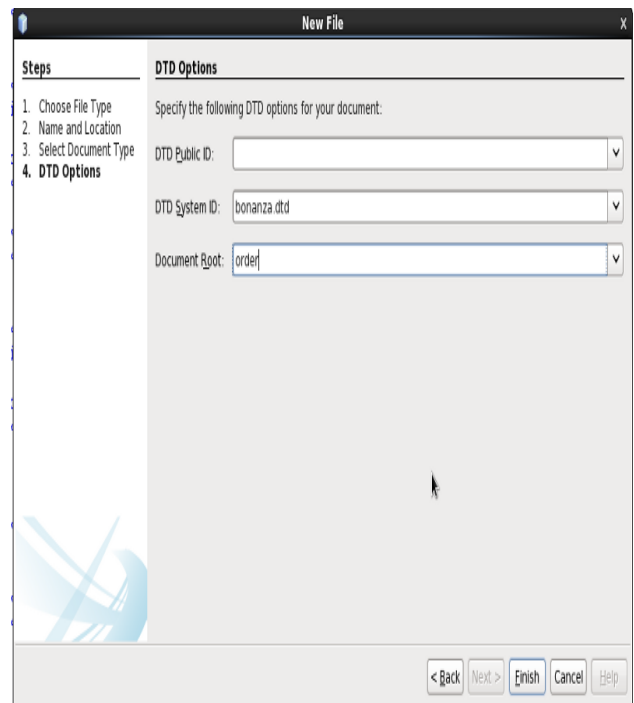 New File
X
Steps
1. Choose File Type
2. Name and Location
3. Select Document Type
4. DTD Options
DTD Options
Specify the following DTD options for your document:
DTD Public ID:
DTD System ID: bonanza.dtd
Document Root: order
< Back Next > Finish Cancel Help